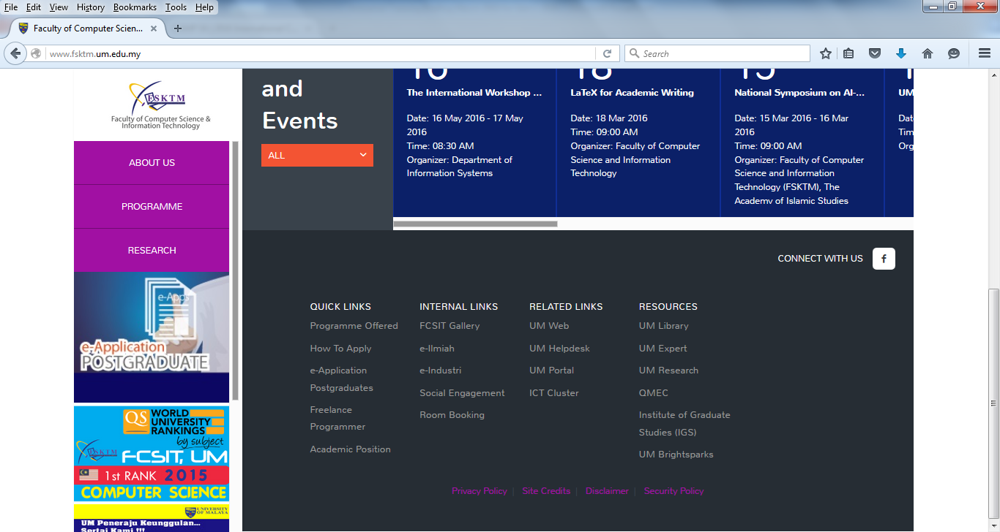 File Edit View History Bookmarks Tools Help
Faculty of Computer Scien...
www.fsktm.um.edu.my
Search
FSKTM
Faculty of Computer Science &
Information Technology
ABOUT US
PROGRAMME
RESEARCH
e-Apps
e-Application
POSTGRADUATE
QS WORLD
UNIVERSITY
RANKINGS
by subject
FSKTM
FCSIT, UM
1st RANK 2015
COMPUTER SCIENCE
UNIVERSITY
OF MALAYA
UM Peneraju Keunggulan...
Sertai Kami !!!
and
Events
ALL
16
The International Workshop ...
Date: 16 May 2016 - 17 May
2016
Time: 08:30 AM
Organizer: Department of
Information Systems
18
LaTeX for Academic Writing
Date: 18 Mar 2016
Time: 09:00 AM
Organizer: Faculty of Computer
Science and Information
Technology
15
National Symposium on Al-...
Date: 15 Mar 2016 - 16 Mar
2016
Time: 09:00 AM
Organizer: Faculty of Computer
Science and Information
Technology (FSKTM), The
Academy of Islamic Studies
UM
CONNECT WITH US
f
QUICK LINKS
Programme Offered
How To Apply
e-Application
Postgraduates
Freelance
Programmer
Academic Position
INTERNAL LINKS
FCSIT Gallery
e-Ilmiah
e-Industri
Social Engagement
Room Booking
RELATED LINKS
UM Web
UM Helpdesk
UM Portal
ICT Cluster
RESOURCES
UM Library
UM Expert
UM Research
QMEC
Institute of Graduate
Studies (IGS)
UM Brightsparks
Privacy Policy | Site Credits | Disclaimer | Security Policy